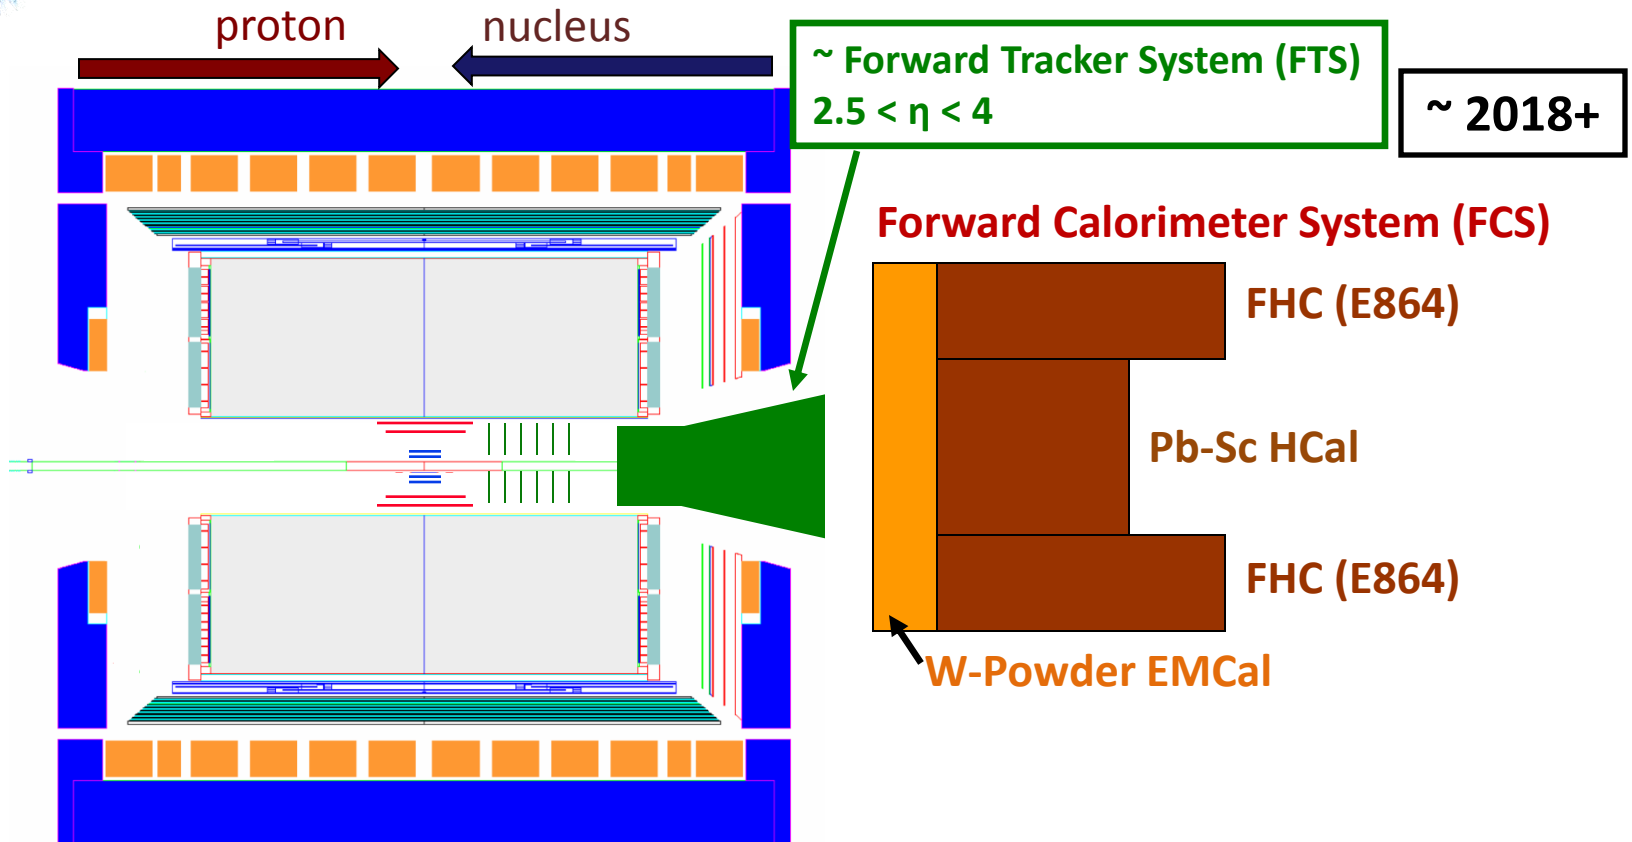 proton
nucleus
~ Forward Tracker System (FTS)
2.5 < η < 4
~ 2018+
Forward Calorimeter System (FCS)
FHC (E864)
Pb-Sc HCal
FHC (E864)
W-Powder EMCal